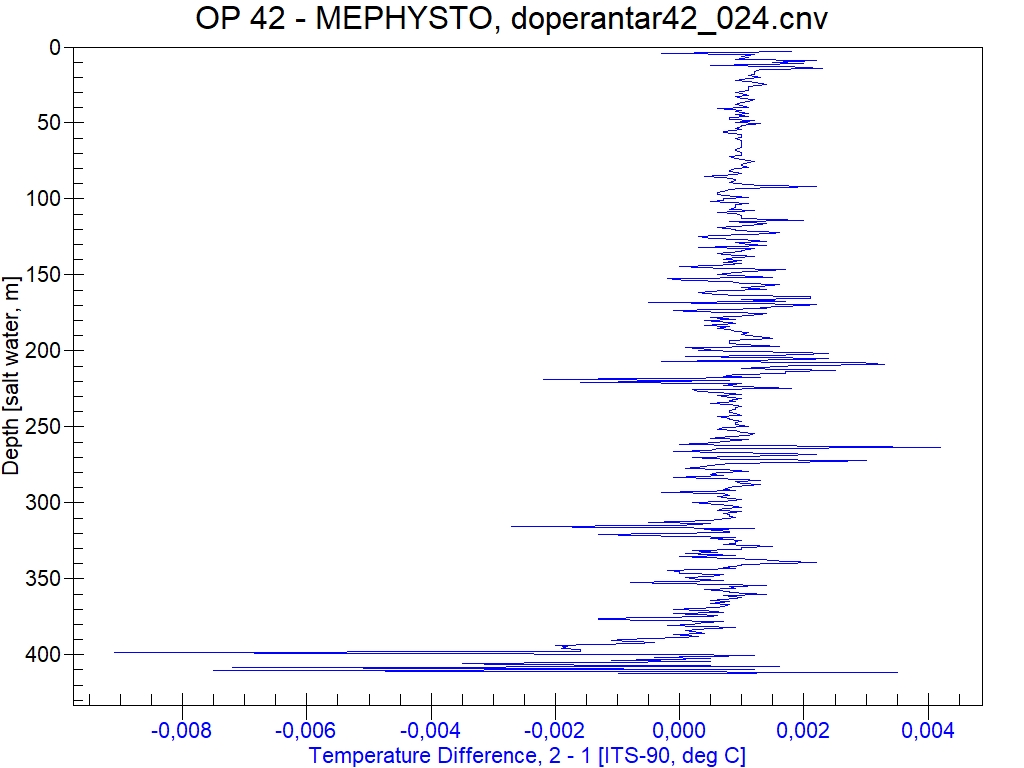 OP 42 - MEPHYSTO, doperantar42_024.cnv
0
50
100
150
200
250
300
350
400
Depth [salt water, m]
-0,008 -0,006 -0,004 -0,002 0,000 0,002 0,004
Temperature Difference, 2 - 1 [ITS-90, deg C]